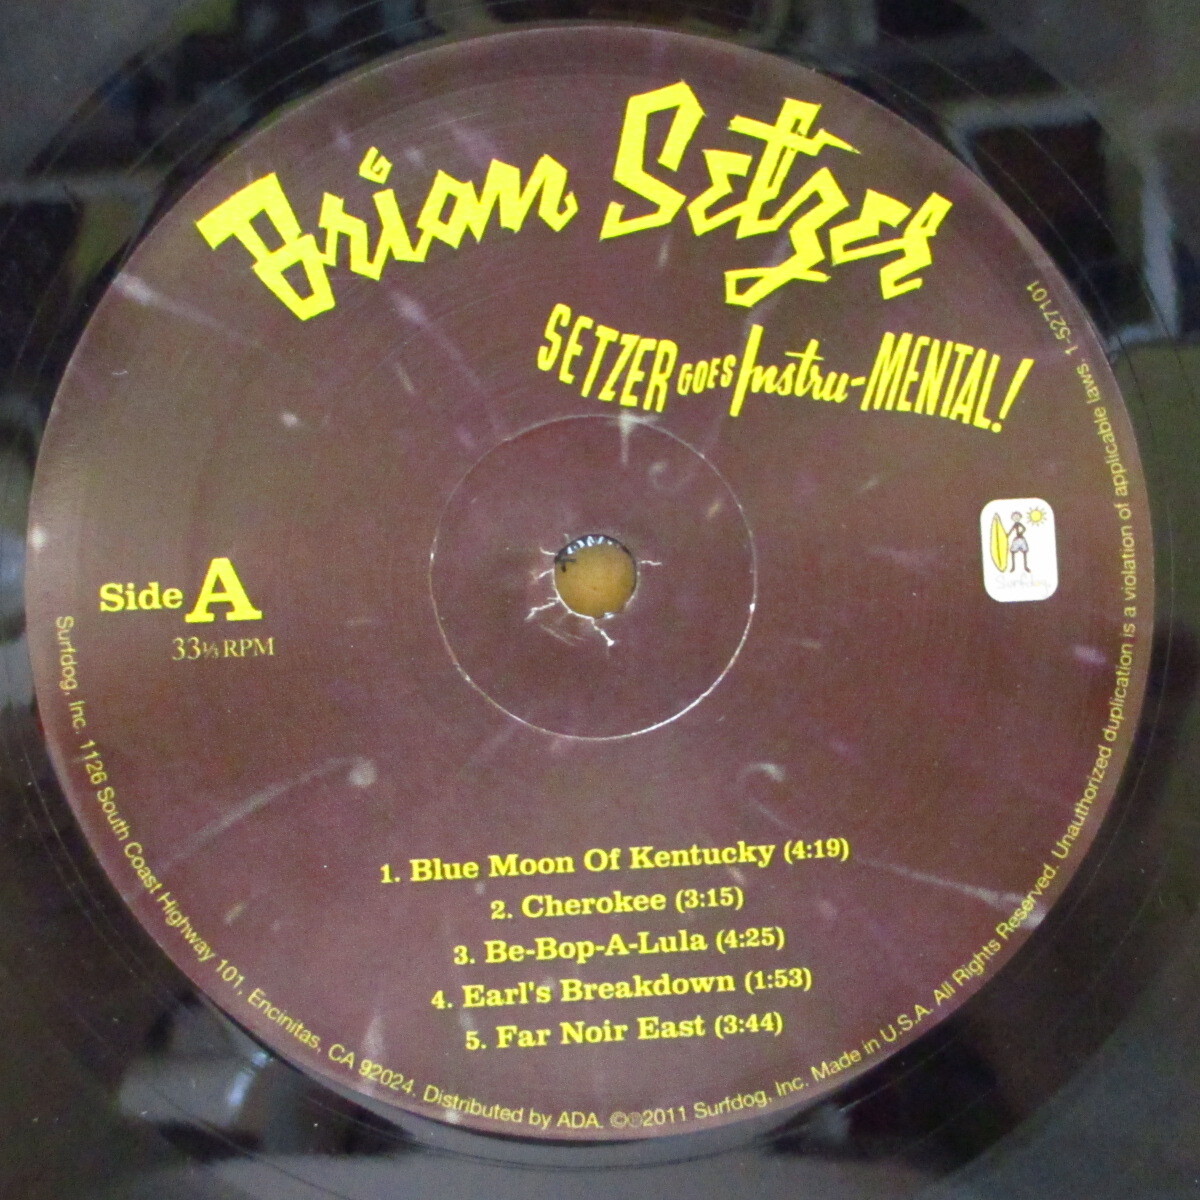 Brian Setzer
SETZER GOES Instru-MENTAL!
Side A
33⅓ RPM
Surfdog
1. Blue Moon Of Kentucky (4:19)
2. Cherokee (3:15)
3. Be-Bop-A-Lula (4:25)
4. Earl's Breakdown (1:53)
5. Far Noir East (3:44)
Surfdog, Inc. 1126 South Coast Highway 101, Encinitas, CA 92024. Distributed by ADA. ©℗2011 Surfdog, Inc. Made in U.S.A. All Rights Reserved. Unauthorized duplication is a violation of applicable laws. 1-527101